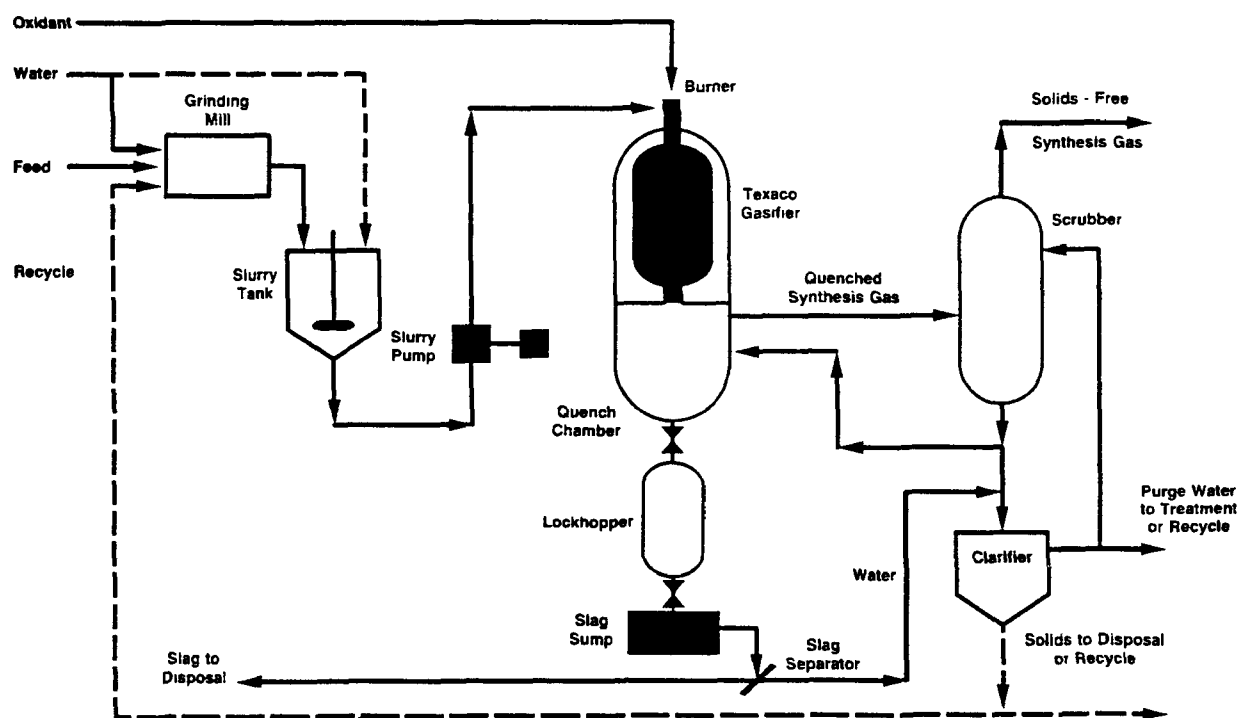 Oxidant
Water
Grinding
Mill
Feed
Recycle
Slurry
Tank
Slurry
Pump
Burner
Texaco
Gasifier
Quench
Chamber
Lockhopper
Slag
Sump
Slag
Separator
Slag to
Disposal
Quenched
Synthesis Gas
Solids - Free
Synthesis Gas
Scrubber
Purge Water
to Treatment
or Recycle
Water
Clarifier
Solids to Disposal
or Recycle